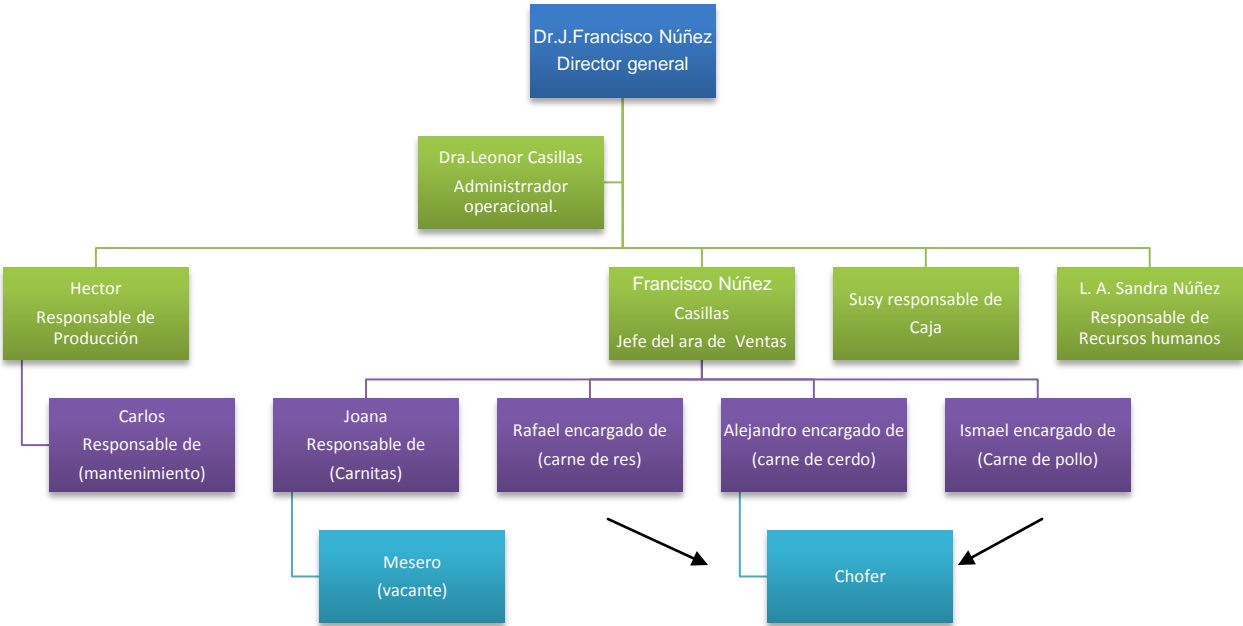 Dr.J.Francisco Núñez
Director general
Dra.Leonor Casillas
Administrrador
operacional.
Hector
Responsable de
Producción
Francisco Núñez
Casillas
Jefe del ara de Ventas
Susy responsable de
Caja
L. A. Sandra Núñez
Responsable de
Recursos humanos
Carlos
Responsable de
(mantenimiento)
Joana
Responsable de
(Carnitas)
Rafael encargado de
(carne de res)
Alejandro encargado de
(carne de cerdo)
Ismael encargado de
(Carne de pollo)
Mesero
(vacante)
Chofer